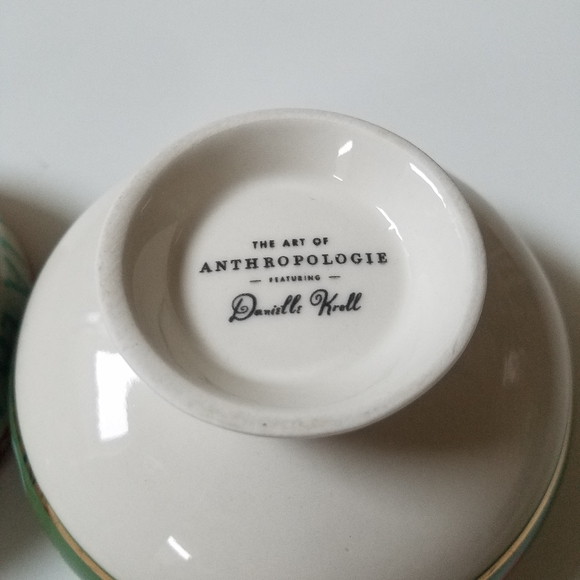 THE ART OF
ANTHROPOLOGIE
— FEATURING —
Danielle Kroll